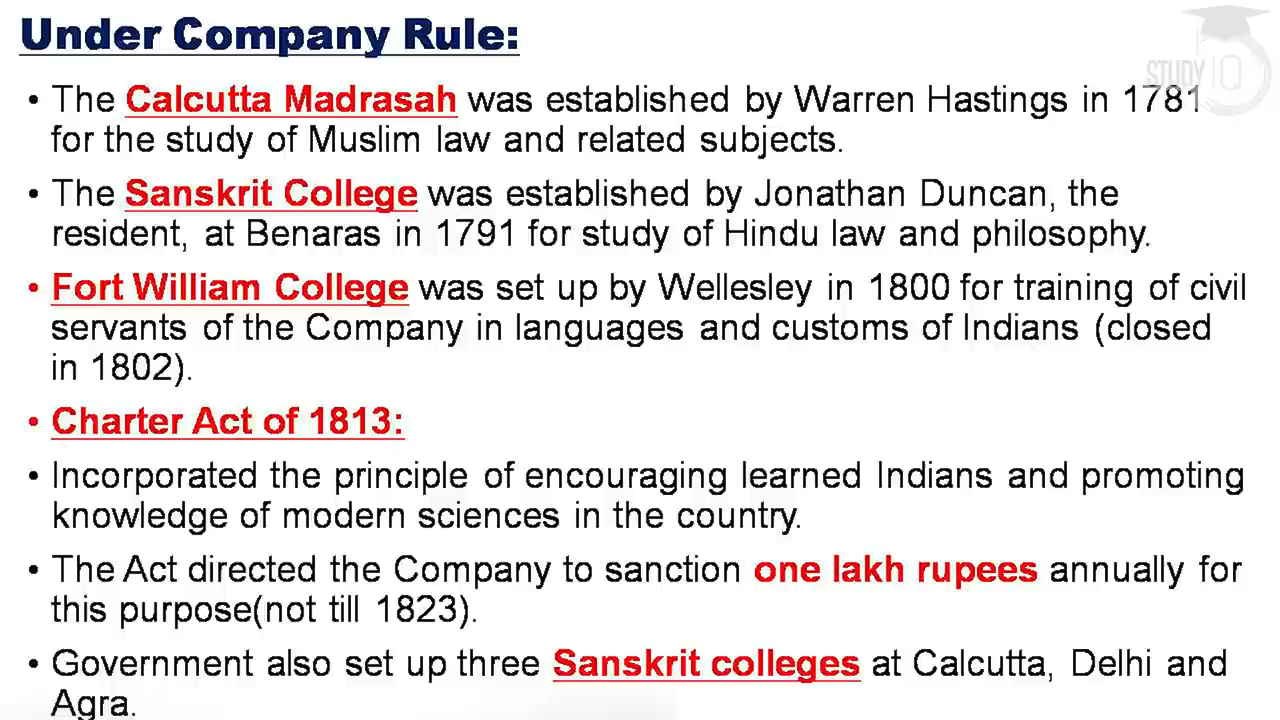 Under Company Rule:
STUDY IQ
• The Calcutta Madrasah was established by Warren Hastings in 1781
for the study of Muslim law and related subjects.
• The Sanskrit College was established by Jonathan Duncan, the
resident, at Benaras in 1791 for study of Hindu law and philosophy.
• Fort William College was set up by Wellesley in 1800 for training of civil
servants of the Company in languages and customs of Indians (closed
in 1802).
• Charter Act of 1813:
• Incorporated the principle of encouraging learned Indians and promoting
knowledge of modern sciences in the country.
• The Act directed the Company to sanction one lakh rupees annually for
this purpose(not till 1823).
• Government also set up three Sanskrit colleges at Calcutta, Delhi and
Agra.